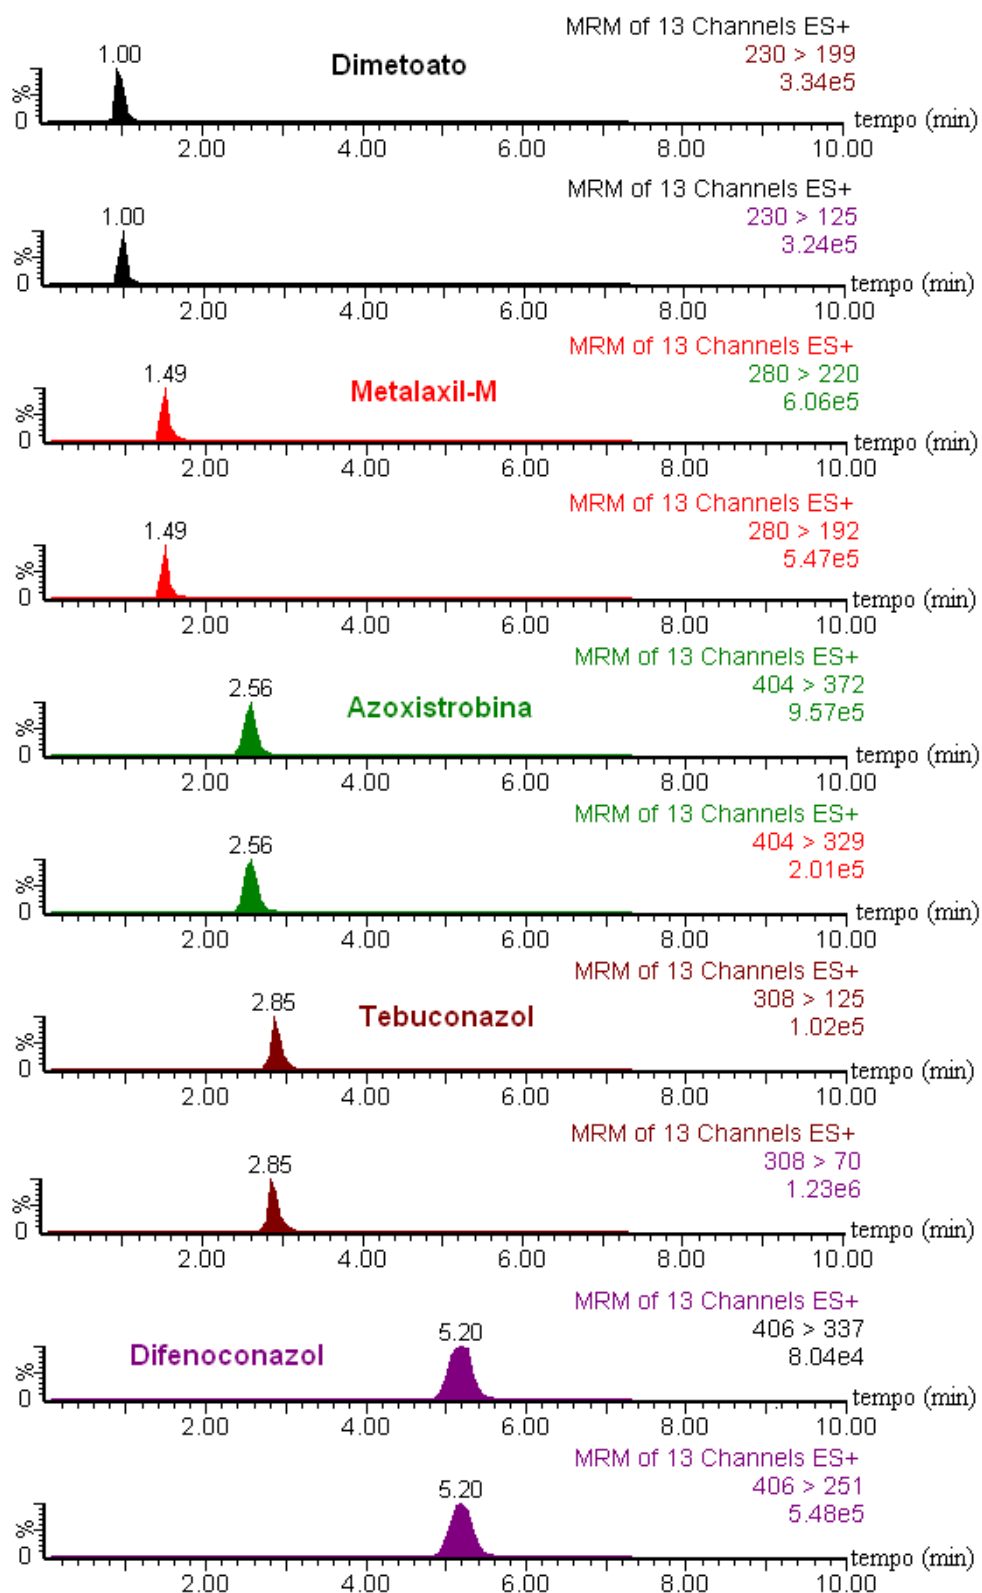 MRM of 13 Channels ES+
1.00
Dimetoato
230 > 199
3.34e5
%
0
tempo (min)
2.00 4.00 6.00 8.00 10.00
MRM of 13 Channels ES+
1.00
230 > 125
3.24e5
%
0
tempo (min)
2.00 4.00 6.00 8.00 10.00
MRM of 13 Channels ES+
1.49
Metalaxil-M
280 > 220
6.06e5
%
0
tempo (min)
2.00 4.00 6.00 8.00 10.00
MRM of 13 Channels ES+
1.49
280 > 192
5.47e5
%
0
tempo (min)
2.00 4.00 6.00 8.00 10.00
MRM of 13 Channels ES+
2.56
Azoxistrobina
404 > 372
9.57e5
%
0
tempo (min)
2.00 4.00 6.00 8.00 10.00
MRM of 13 Channels ES+
2.56
404 > 329
2.01e5
%
0
tempo (min)
2.00 4.00 6.00 8.00 10.00
MRM of 13 Channels ES+
2.85
Tebuconazol
308 > 125
1.02e5
%
0
tempo (min)
2.00 4.00 6.00 8.00 10.00
MRM of 13 Channels ES+
2.85
308 > 70
1.23e6
%
0
tempo (min)
2.00 4.00 6.00 8.00 10.00
MRM of 13 Channels ES+
5.20
Difenoconazol
406 > 337
8.04e4
%
0
tempo (min)
2.00 4.00 6.00 8.00 10.00
MRM of 13 Channels ES+
5.20
406 > 251
5.48e5
%
0
tempo (min)
2.00 4.00 6.00 8.00 10.00